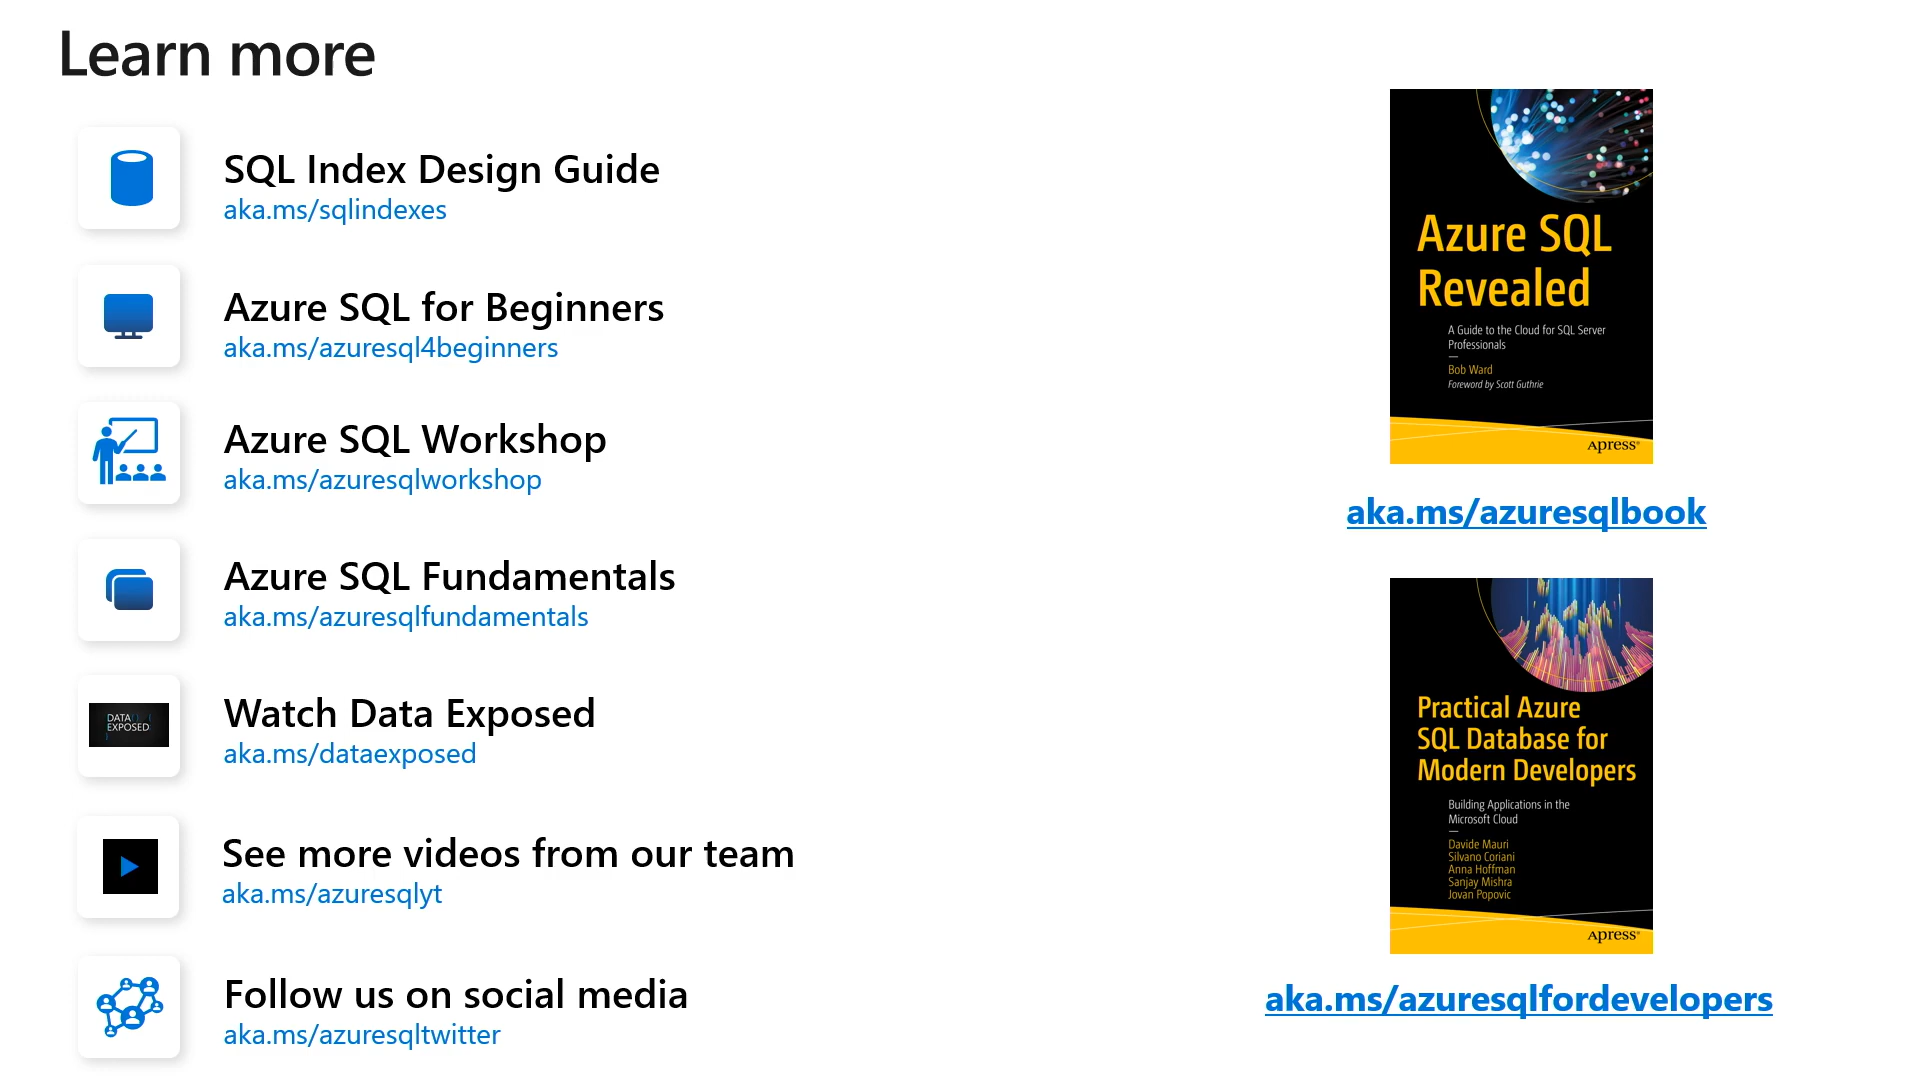 Learn more
SQL Index Design Guide
aka.ms/sqlindexes
Azure SQL for Beginners
aka.ms/azuresql4beginners
Azure SQL Workshop
aka.ms/azuresqlworkshop
Azure SQL Fundamentals
aka.ms/azuresqlfundamentals
DATA
EXPOSED
Watch Data Exposed
aka.ms/dataexposed
See more videos from our team
aka.ms/azuresqlyt
Follow us on social media
aka.ms/azuresqltwitter
Azure SQL
Revealed
A Guide to the Cloud for SQL Server
Professionals
—
Bob Ward
Foreword by Scott Guthrie
Apress®
aka.ms/azuresqlbook
Practical Azure
SQL Database for
Modern Developers
Building Applications in the
Microsoft Cloud
—
Davide Mauri
Silvano Coriani
Anna Hoffman
Sanjay Mishra
Jovan Popovic
Apress®
aka.ms/azuresqlfordevelopers